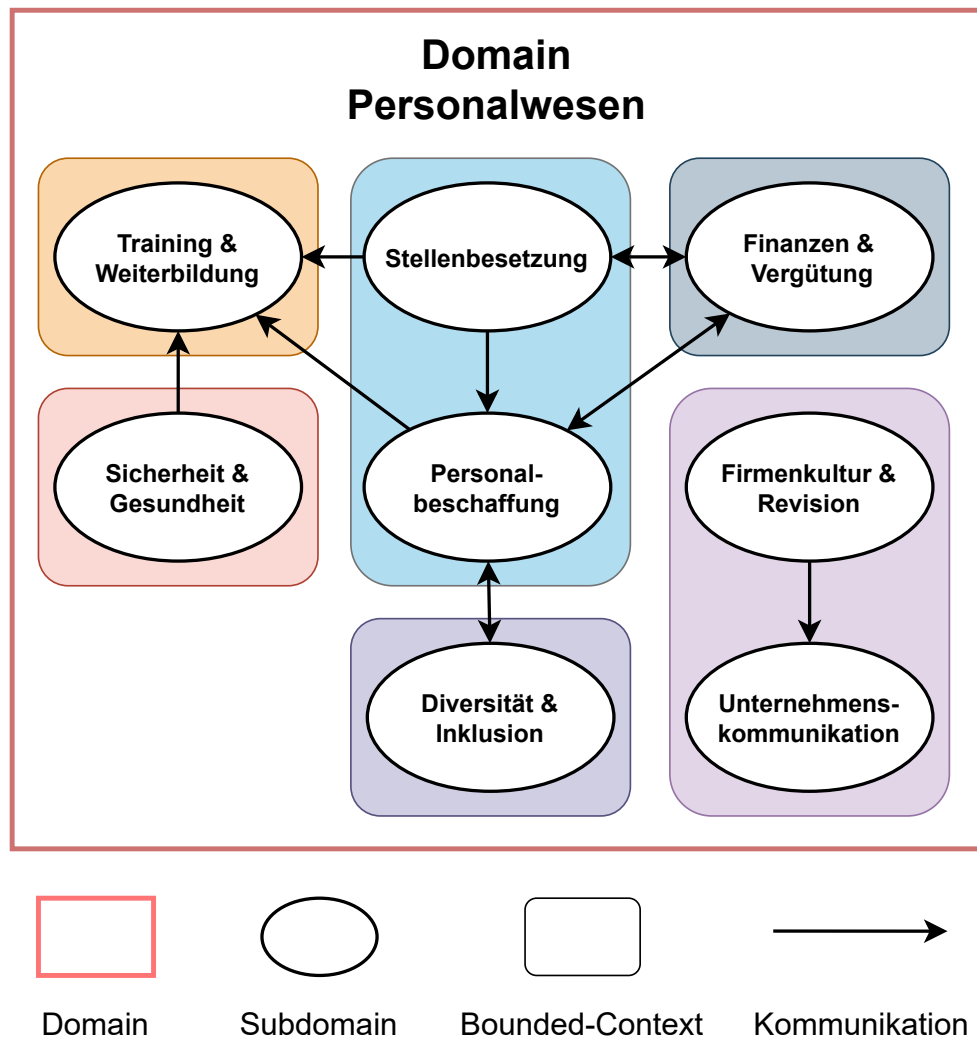 Domain
Personalwesen
Training &
Weiterbildung
Stellenbesetzung
Finanzen &
Vergütung
Sicherheit &
Gesundheit
Personal-
beschaffung
Firmenkultur &
Revision
Diversität &
Inklusion
Unternehmens-
kommunikation
Domain
Subdomain
Bounded-Context
Kommunikation